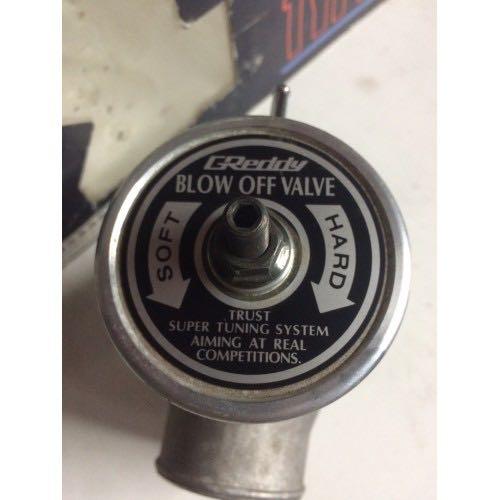 GReddy
BLOW OFF VALVE
SOFT
HARD
TRUST
SUPER TUNING SYSTEM
AIMING AT REAL
COMPETITIONS.